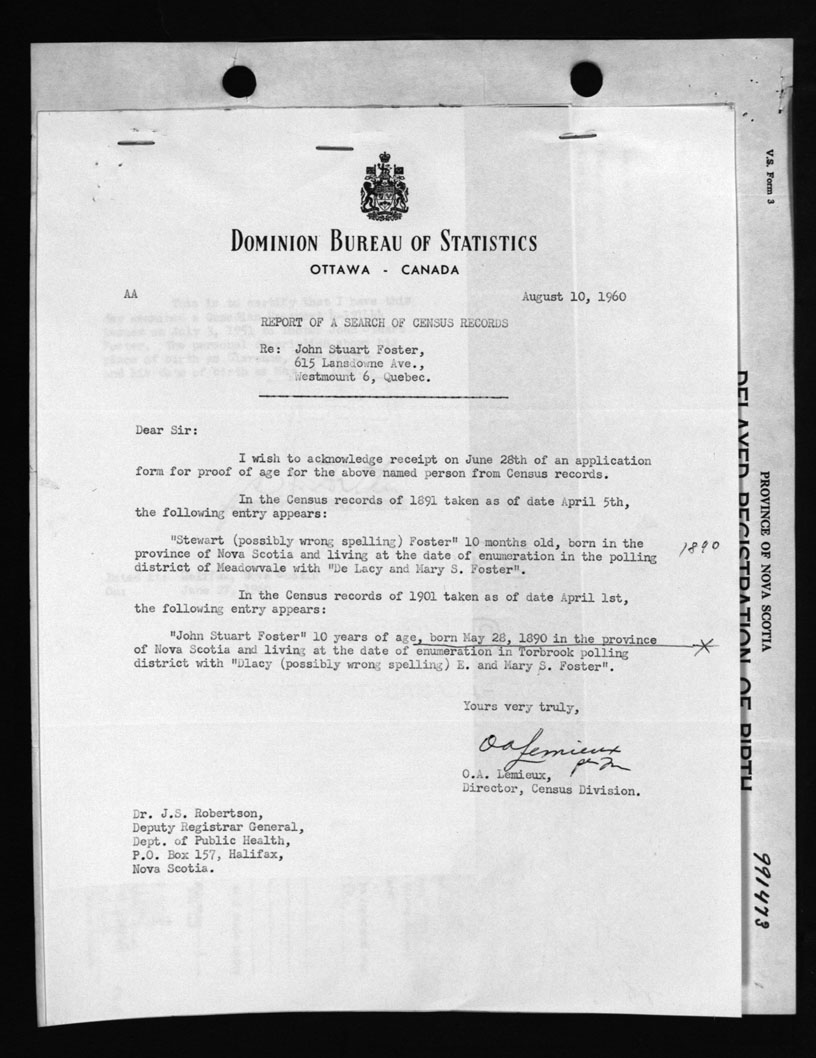 DOMINION BUREAU OF STATISTICS
OTTAWA - CANADA
AA
August 10, 1960
REPORT OF A SEARCH OF CENSUS RECORDS
Re: John Stuart Foster,
615 Lansdowne Ave.,
Westmount 6, Quebec.
Dear Sir:
I wish to acknowledge receipt on June 28th of an application
form for proof of age for the above named person from Census records.
In the Census records of 1891 taken as of date April 5th,
the following entry appears:
"Stewart (possibly wrong spelling) Foster" 10 months old, born in the
province of Nova Scotia and living at the date of enumeration in the polling
district of Meadowvale with "De Lacy and Mary S. Foster".
1890
In the Census records of 1901 taken as of date April 1st,
the following entry appears:
"John Stuart Foster" 10 years of age, born May 28, 1890 in the province
of Nova Scotia and living at the date of enumeration in Torbrook polling
district with "Dlacy (possibly wrong spelling) E. and Mary S. Foster".
X
Yours very truly,
OALemieux
O.A. Lemieux,
Director, Census Division.
Dr. J.S. Robertson,
Deputy Registrar General,
Dept. of Public Health,
P.O. Box 157, Halifax,
Nova Scotia.
V.S. Form 3
PROVINCE OF NOVA SCOTIA
DELAYED REGISTRATION OF BIRTH
991473